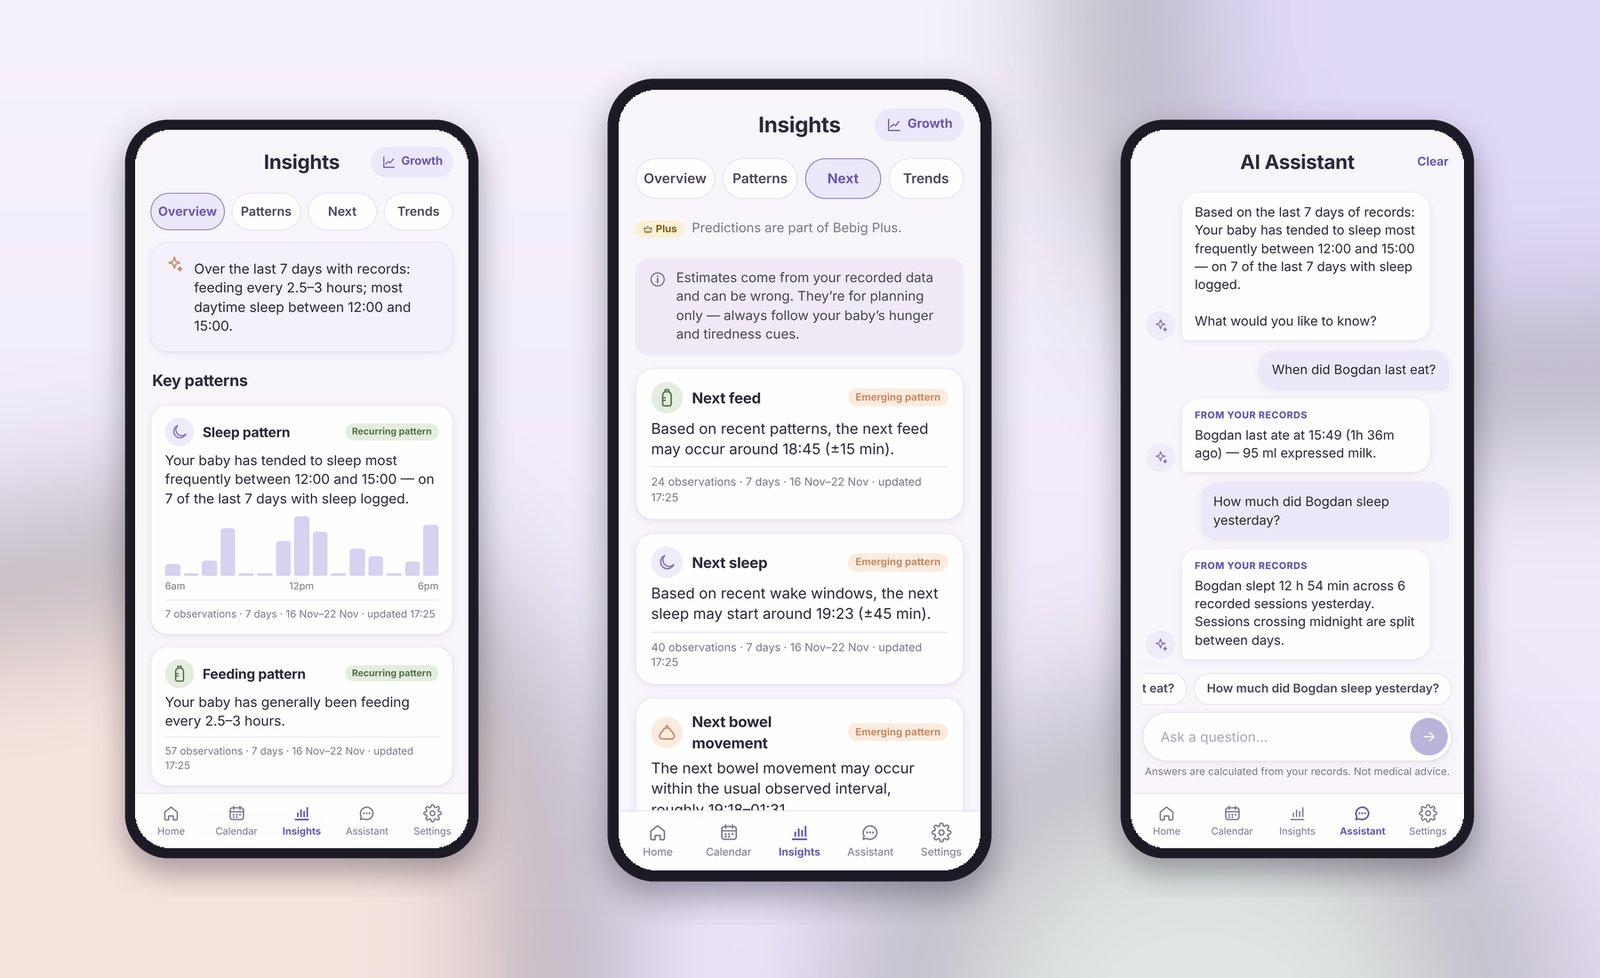 Insights
Growth
Overview
Patterns
Next
Trends
Over the last 7 days with records:
feeding every 2.5–3 hours; most
daytime sleep between 12:00 and
15:00.
Key patterns
Sleep pattern
Recurring pattern
Your baby has tended to sleep most
frequently between 12:00 and 15:00 — on
7 of the last 7 days with sleep logged.
6am
12pm
6pm
7 observations · 7 days · 16 Nov–22 Nov · updated 17:25
Feeding pattern
Recurring pattern
Your baby has generally been feeding
every 2.5–3 hours.
57 observations · 7 days · 16 Nov–22 Nov · updated
17:25
Home
Calendar
Insights
Assistant
Settings
Insights
Growth
Overview
Patterns
Next
Trends
Plus
Predictions are part of Bebig Plus.
Estimates come from your recorded data
and can be wrong. They’re for planning
only — always follow your baby’s hunger
and tiredness cues.
Next feed
Emerging pattern
Based on recent patterns, the next feed
may occur around 18:45 (±15 min).
24 observations · 7 days · 16 Nov–22 Nov · updated
17:25
Next sleep
Emerging pattern
Based on recent wake windows, the next
sleep may start around 19:23 (±45 min).
40 observations · 7 days · 16 Nov–22 Nov · updated
17:25
Next bowel
movement
Emerging pattern
The next bowel movement may occur
within the usual observed interval,
roughly 19:18–01:31
Home
Calendar
Insights
Assistant
Settings
AI Assistant
Clear
Based on the last 7 days of records:
Your baby has tended to sleep most
frequently between 12:00 and 15:00
— on 7 of the last 7 days with sleep
logged.
What would you like to know?
When did Bogdan last eat?
FROM YOUR RECORDS
Bogdan last ate at 15:49 (1h 36m
ago) — 95 ml expressed milk.
How much did Bogdan sleep
yesterday?
FROM YOUR RECORDS
Bogdan slept 12 h 54 min across 6
recorded sessions yesterday.
Sessions crossing midnight are split
between days.
t eat?
How much did Bogdan sleep yesterday?
Ask a question...
Answers are calculated from your records. Not medical advice.
Home
Calendar
Insights
Assistant
Settings